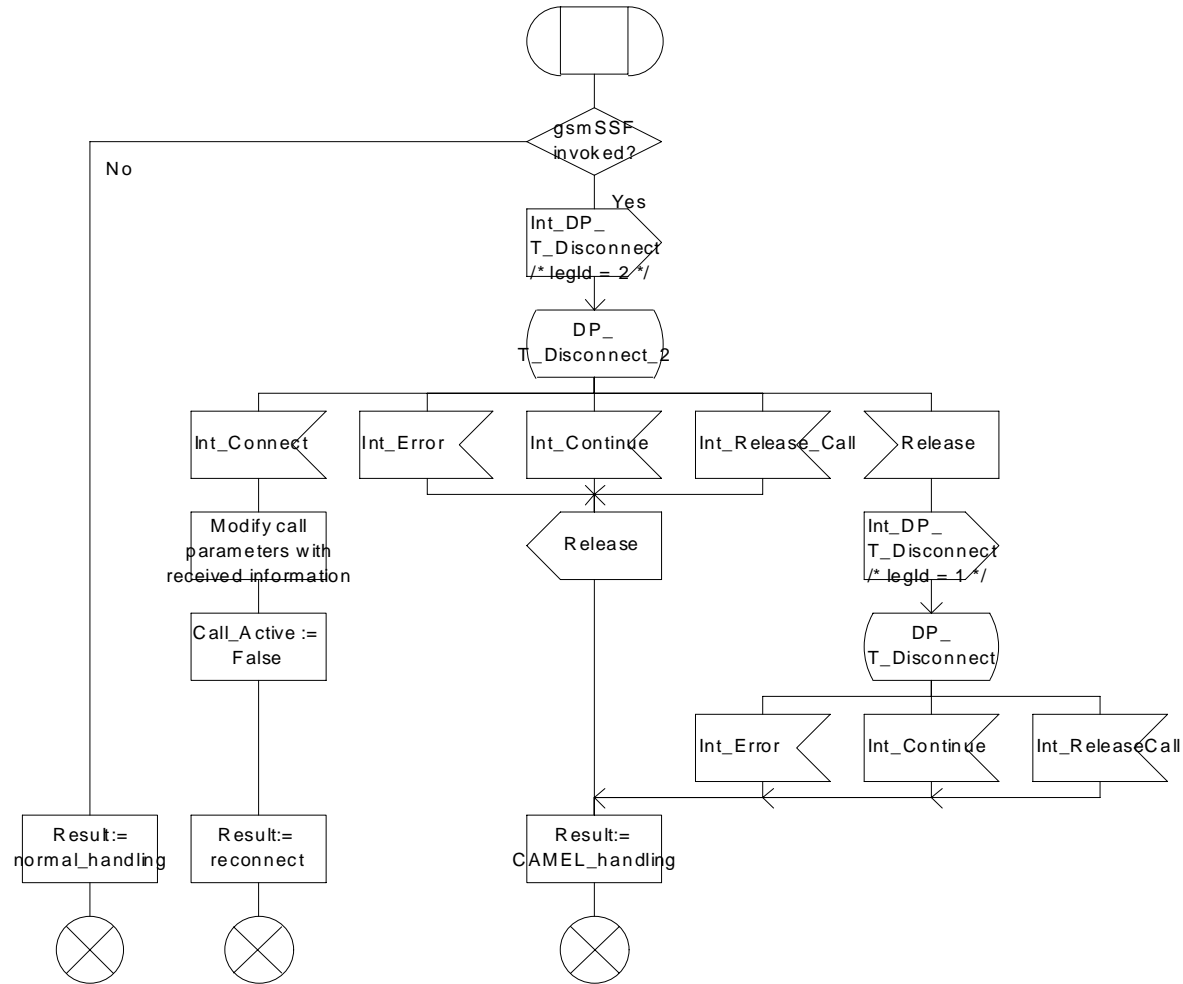 gsmSSF
invoked?
No
Yes
Int_DP_
T_Disconnect
/* legId = 2 */
DP_
T_Disconnect_2
Int_Connect
Int_Error
Int_Continue
Int_Release_Call
Release
Modify call
parameters with
received information
Release
Int_DP_
T_Disconnect
/* legId = 1 */
Call_Active :=
False
DP_
T_Disconnect
Int_Error
Int_Continue
Int_ReleaseCall
Result:=
normal_handling
Result:=
reconnect
Result:=
CAMEL_handling